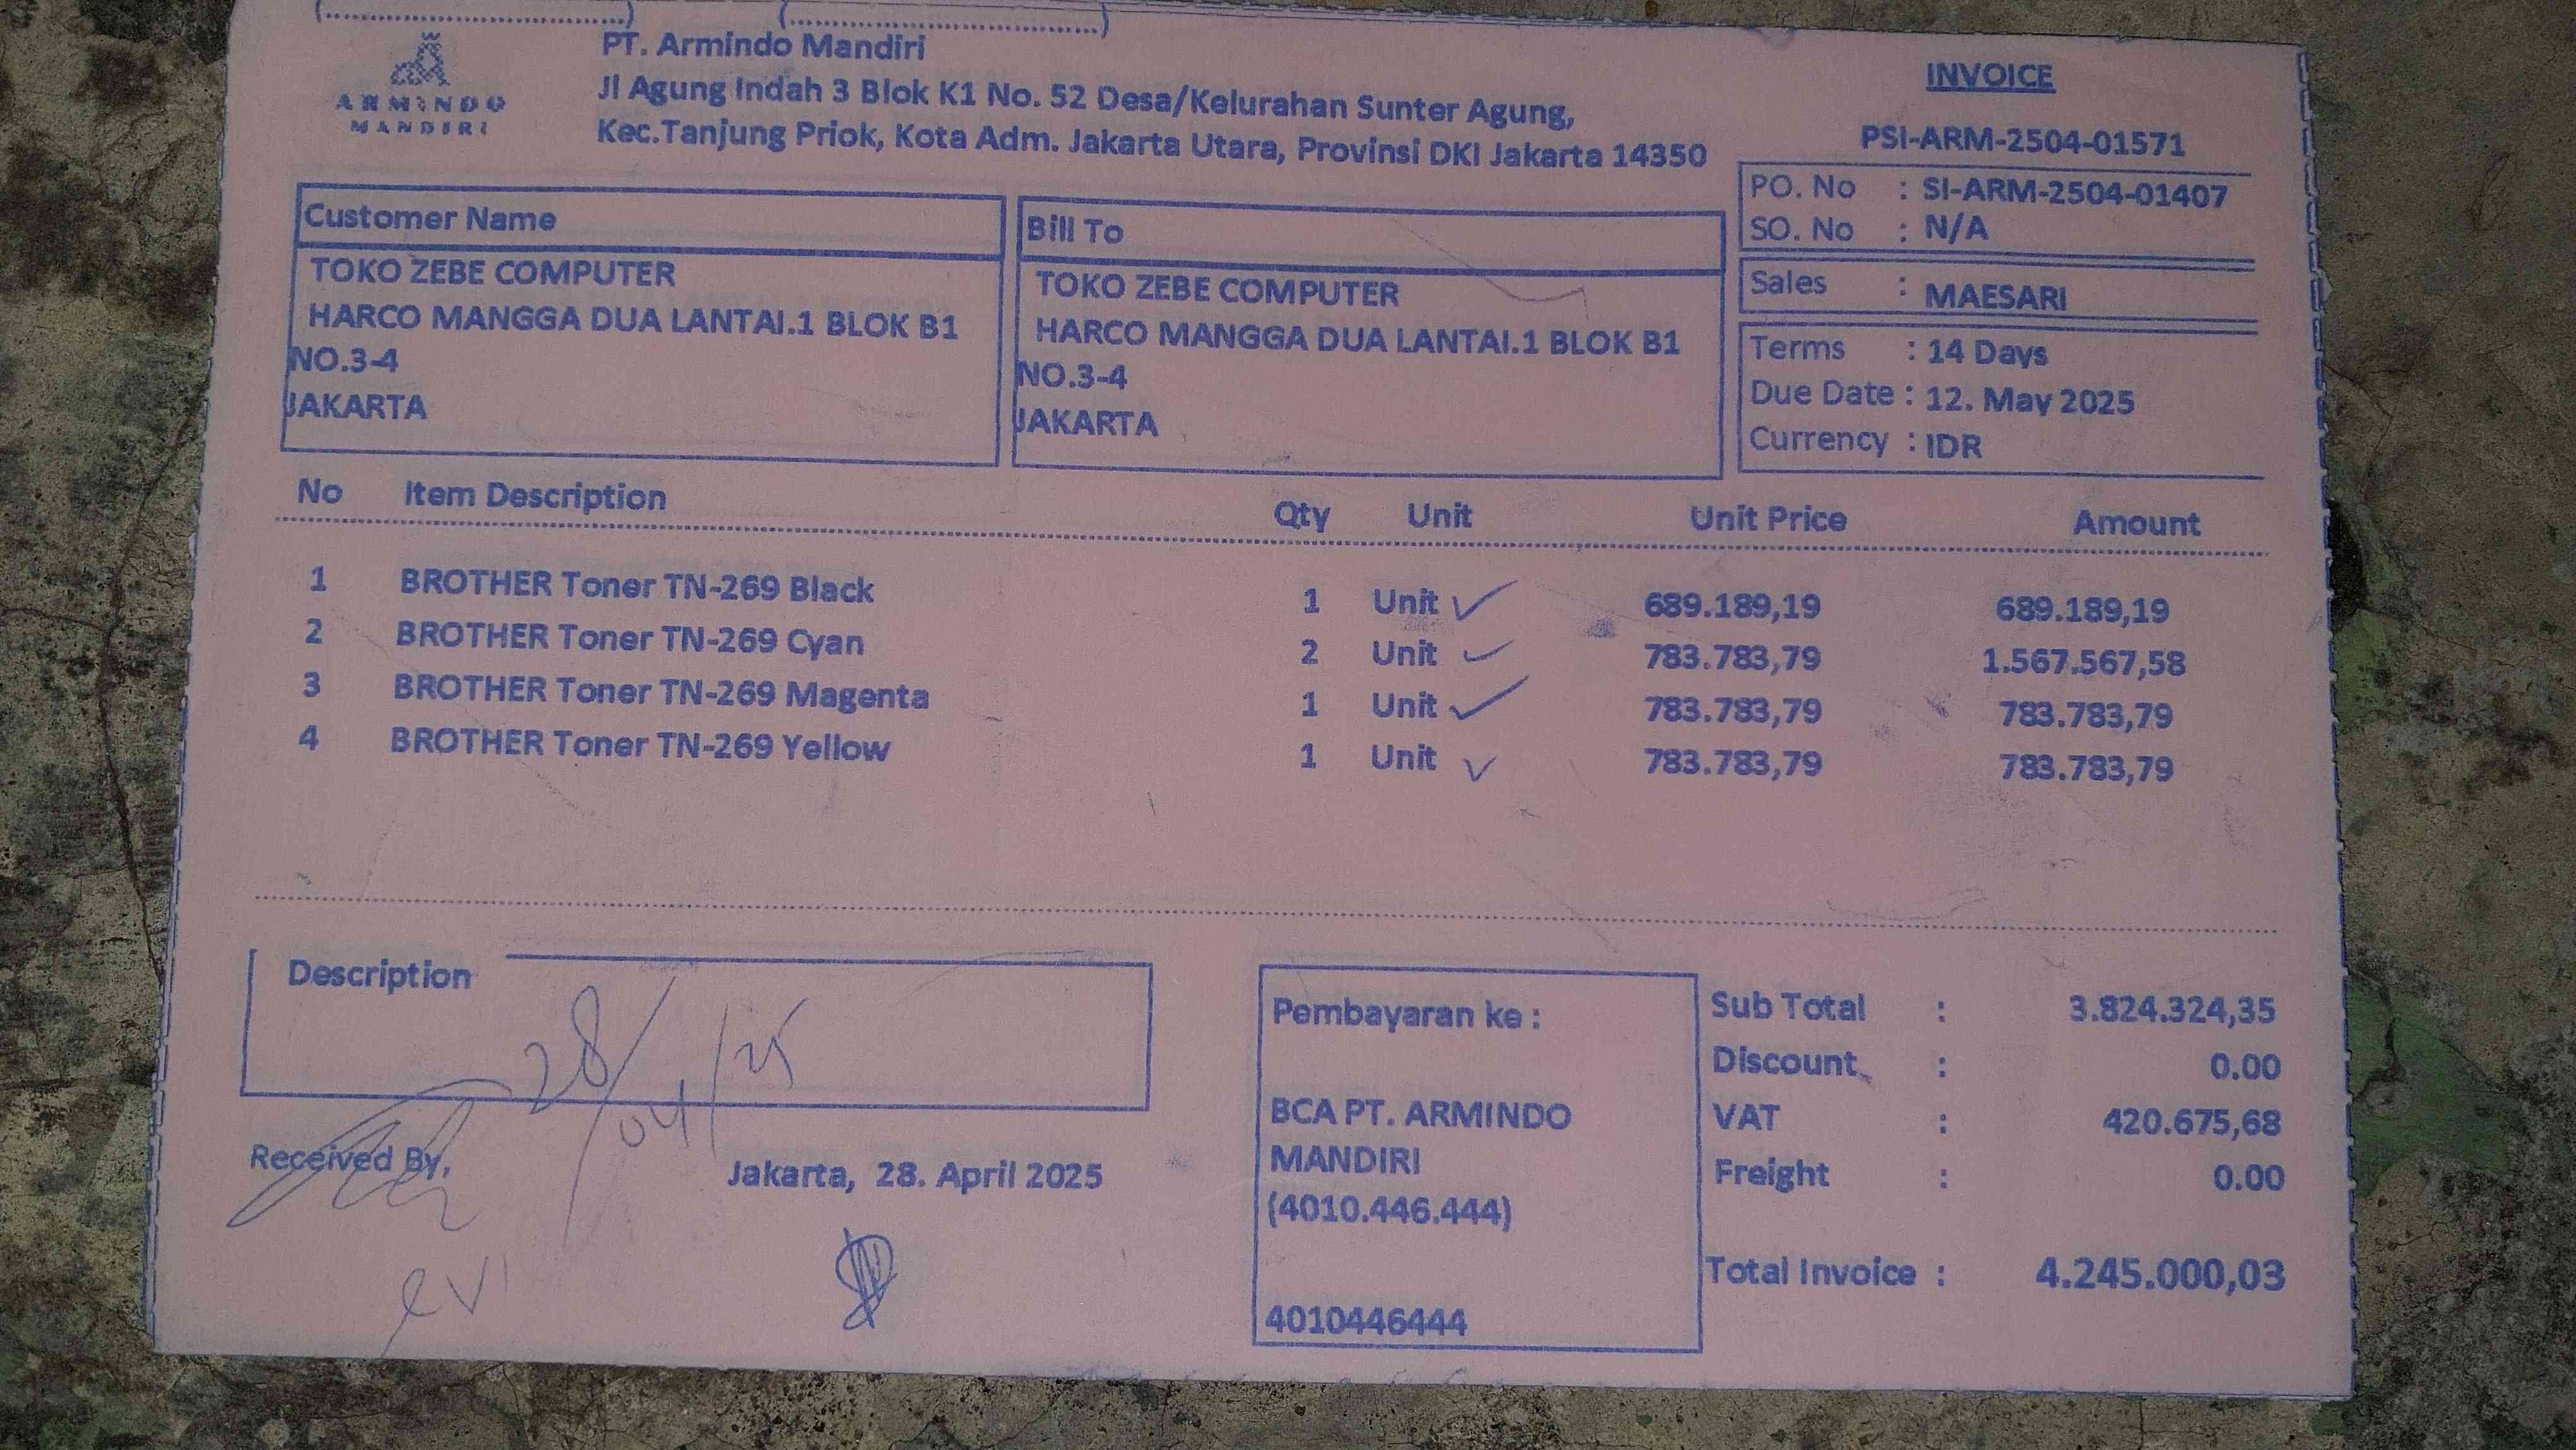 ARMINDO
MANDIRI
PT. Armindo Mandiri
Jl Agung Indah 3 Blok K1 No. 52 Desa/Kelurahan Sunter Agung,
Kec.Tanjung Priok, Kota Adm. Jakarta Utara, Provinsi DKI Jakarta 14350
INVOICE
PSI-ARM-2504-01571
PO. No : SI-ARM-2504-01407
SO. No : N/A
Sales : MAESARI
Terms : 14 Days
Due Date : 12. May 2025
Currency : IDR
Customer Name
TOKO ZEBE COMPUTER
HARCO MANGGA DUA LANTAI.1 BLOK B1
NO.3-4
JAKARTA
Bill To
TOKO ZEBE COMPUTER
HARCO MANGGA DUA LANTAI.1 BLOK B1
NO.3-4
JAKARTA
No Item Description Qty Unit Unit Price Amount
1 BROTHER Toner TN-269 Black 1 Unit 689.189,19 689.189,19
2 BROTHER Toner TN-269 Cyan 2 Unit 783.783,79 1.567.567,58
3 BROTHER Toner TN-269 Magenta 1 Unit 783.783,79 783.783,79
4 BROTHER Toner TN-269 Yellow 1 Unit 783.783,79 783.783,79
Description
28/04/25
Received By,
evi
Jakarta, 28. April 2025
Pembayaran ke :
BCA PT. ARMINDO
MANDIRI
(4010.446.444)
4010446444
Sub Total : 3.824.324,35
Discount : 0.00
VAT : 420.675,68
Freight : 0.00
Total Invoice : 4.245.000,03